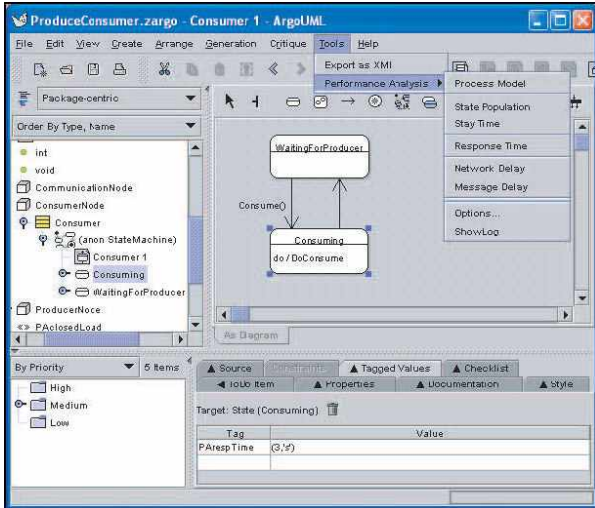 ProduceConsumer.zargo - Consumer 1 - ArgoUML
File Edit View Create Arrange Generation Critique Tools Help
Export as XMI
Performance Analysis
Process Model
State Population
Stay Time
Response Time
Network Delay
Message Delay
Options...
ShowLog
Package-centric
Order By Type, Name
int
void
CommunicationNode
ConsumerNode
Consumer
(anon StateMachine)
Consumer 1
Consuming
WaitingForProducer
ProducerNoce
<<> PAclosedLoad
WaitingForProducer
Consume()
Consuming
do / DoConsume
As Diagram
By Priority 5 Items
High
Medium
Low
Source Constraints Tagged Values Checklist
ToDo Item Properties Documentation Style
Target: State (Consuming)
Tag Value
PArespTime (3,'s')